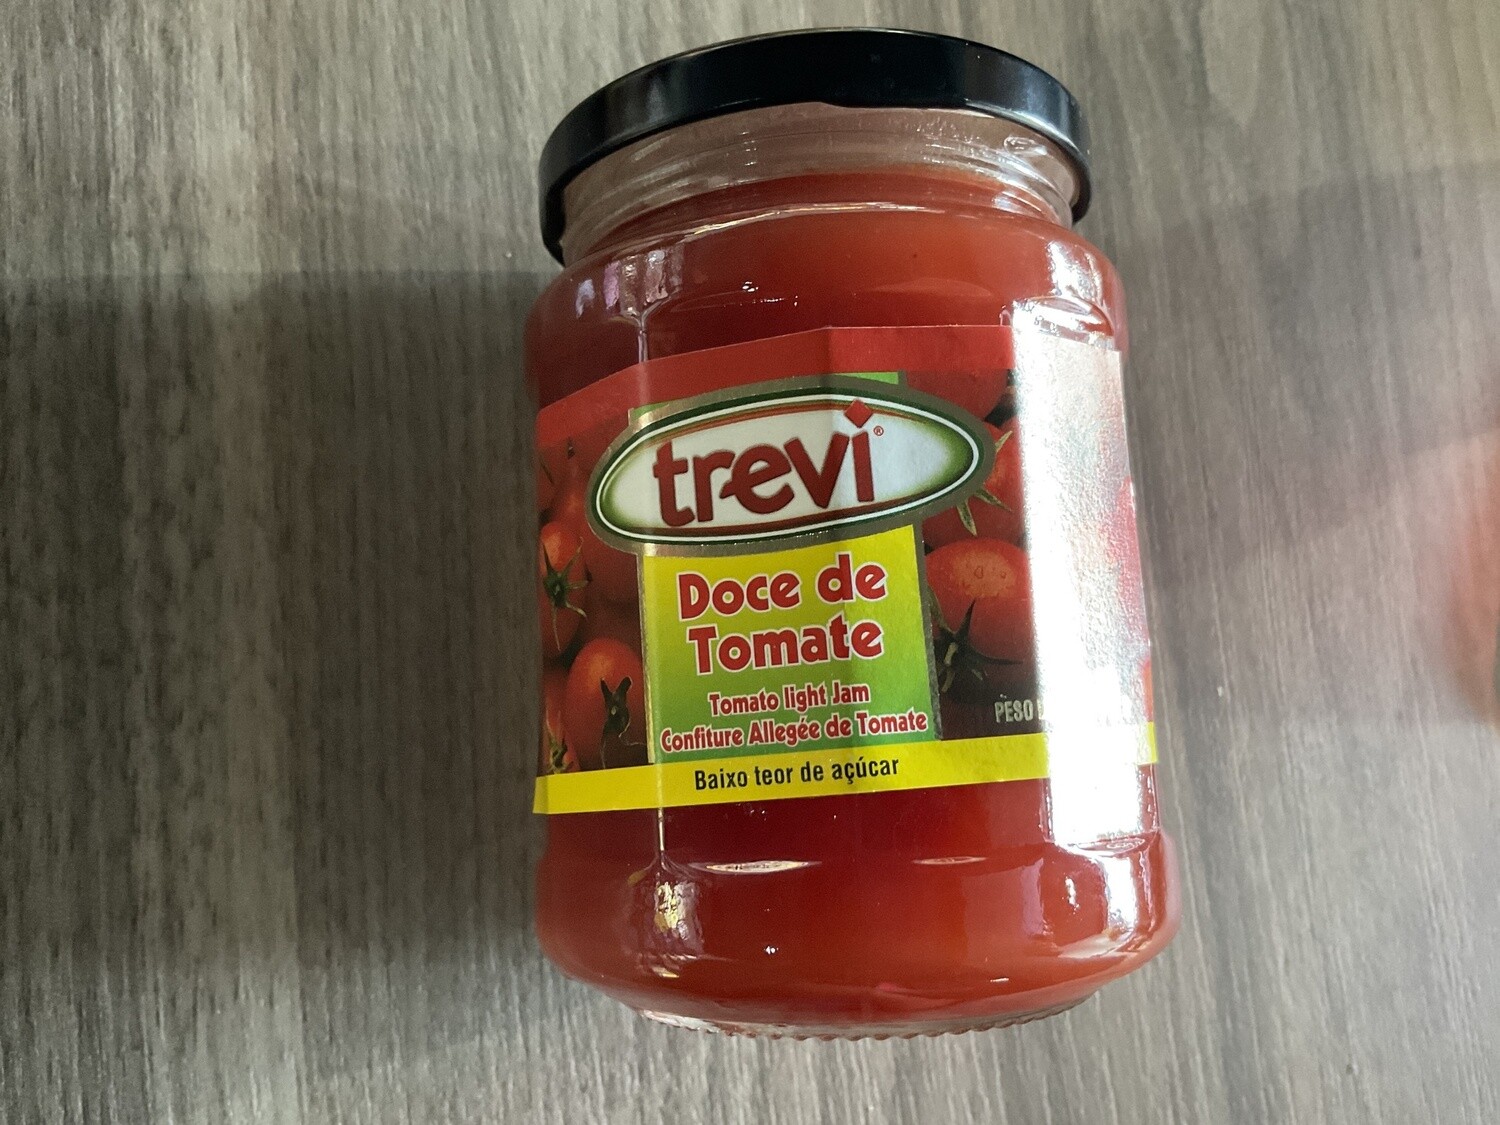 trevi®
Doce de
Tomate
Tomato light Jam
Confiture Allegée de Tomate
PESO
Baixo teor de açúcar